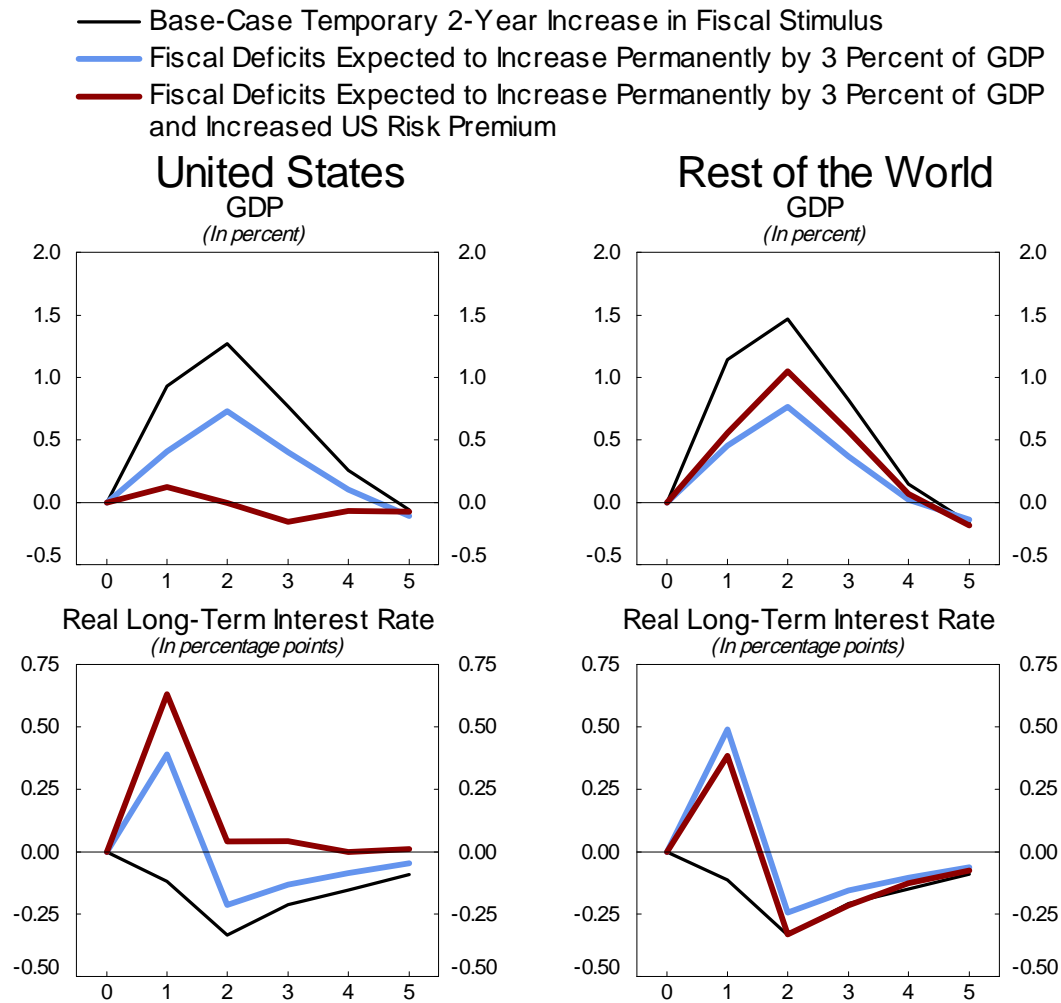 Base-Case Temporary 2-Year Increase in Fiscal Stimulus
Fiscal Deficits Expected to Increase Permanently by 3 Percent of GDP
Fiscal Deficits Expected to Increase Permanently by 3 Percent of GDP
and Increased US Risk Premium
United States
GDP
(In percent)
2.0 2.0
1.5 1.5
1.0 1.0
0.5 0.5
0.0 0.0
-0.5 -0.5
0 1 2 3 4 5
Rest of the World
GDP
(In percent)
2.0 2.0
1.5 1.5
1.0 1.0
0.5 0.5
0.0 0.0
-0.5 -0.5
0 1 2 3 4 5
Real Long-Term Interest Rate
(In percentage points)
0.75 0.75
0.50 0.50
0.25 0.25
0.00 0.00
-0.25 -0.25
-0.50 -0.50
0 1 2 3 4 5
Real Long-Term Interest Rate
(In percentage points)
0.75 0.75
0.50 0.50
0.25 0.25
0.00 0.00
-0.25 -0.25
-0.50 -0.50
0 1 2 3 4 5